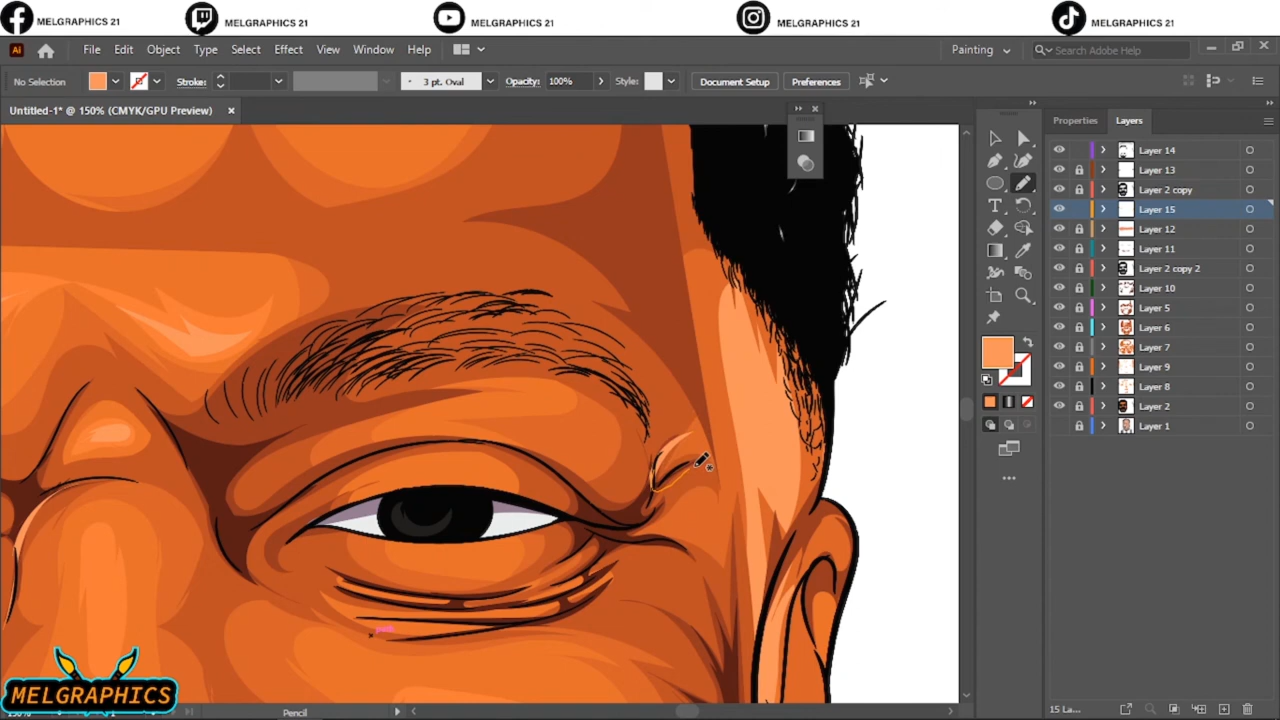 MELGRAPHICS 21
MELGRAPHICS 21
MELGRAPHICS 21
MELGRAPHICS 21
MELGRAPHICS 21
Ai File Edit Object Type Select Effect View Window Help
Painting
Search Adobe Help
No Selection
Stroke:
3 pt. Oval
Opacity: 100%
Style:
Document Setup
Preferences
Untitled-1* @ 150% (CMYK/GPU Preview)
Properties Layers
Layer 14
Layer 13
Layer 2 copy
Layer 15
Layer 12
Layer 11
Layer 2 copy 2
Layer 10
Layer 5
Layer 6
Layer 7
Layer 9
Layer 8
Layer 2
Layer 1
path
MELGRAPHICS
Pencil
15 La...